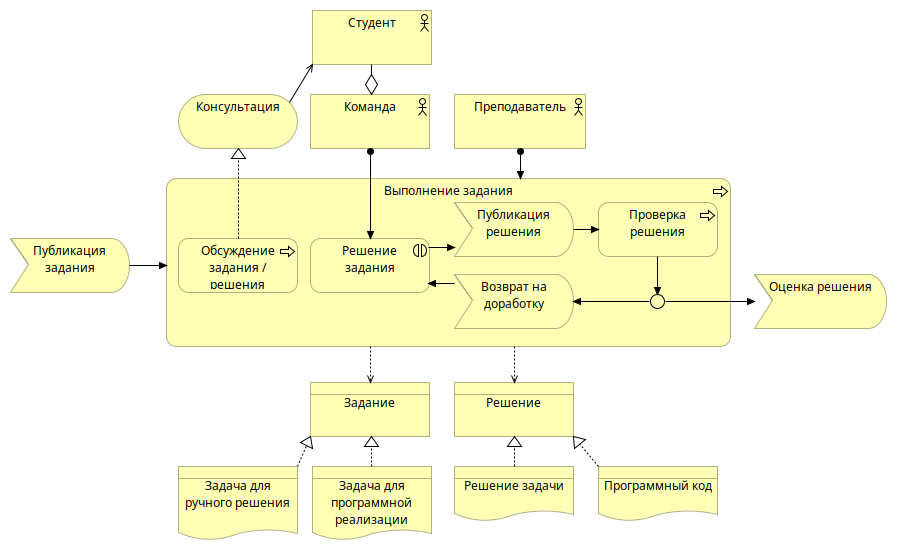 Студент
Консультация
Команда
Преподаватель
Выполнение задания
Публикация
задания
Обсуждение
задания /
решения
Решение
задания
Публикация
решения
Проверка
решения
Возврат на
доработку
Оценка решения
Задание
Решение
Задача для
ручного решения
Задача для
программной
реализации
Решение задачи
Программный код